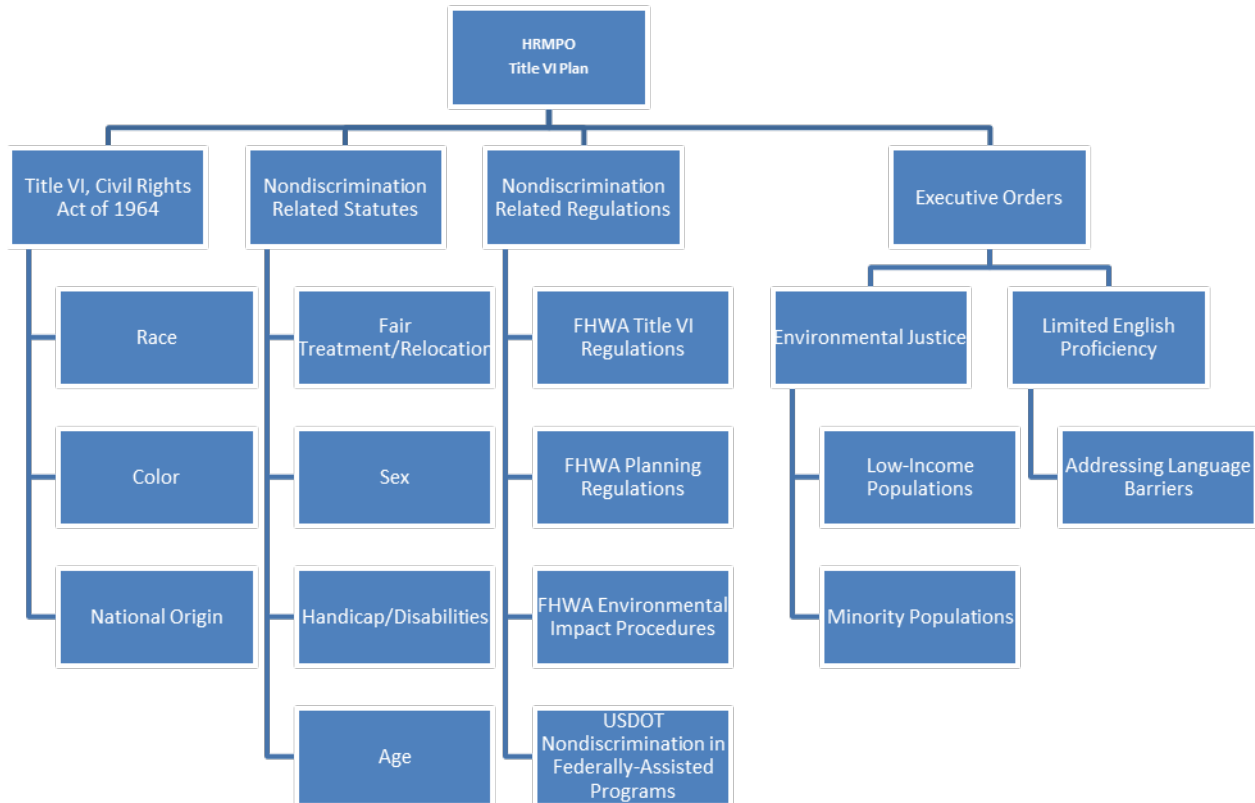 HRMPO
Title VI Plan
Title VI, Civil Rights
Act of 1964
Nondiscrimination
Related Statutes
Nondiscrimination
Related Regulations
Executive Orders
Race
Color
National Origin
Fair
Treatment/Relocation
Sex
Handicap/Disabilities
Age
FHWA Title VI
Regulations
FHWA Planning
Regulations
FHWA Environmental
Impact Procedures
USDOT
Nondiscrimination in
Federally-Assisted
Programs
Environmental Justice
Low-Income
Populations
Minority Populations
Limited English
Proficiency
Addressing Language
Barriers